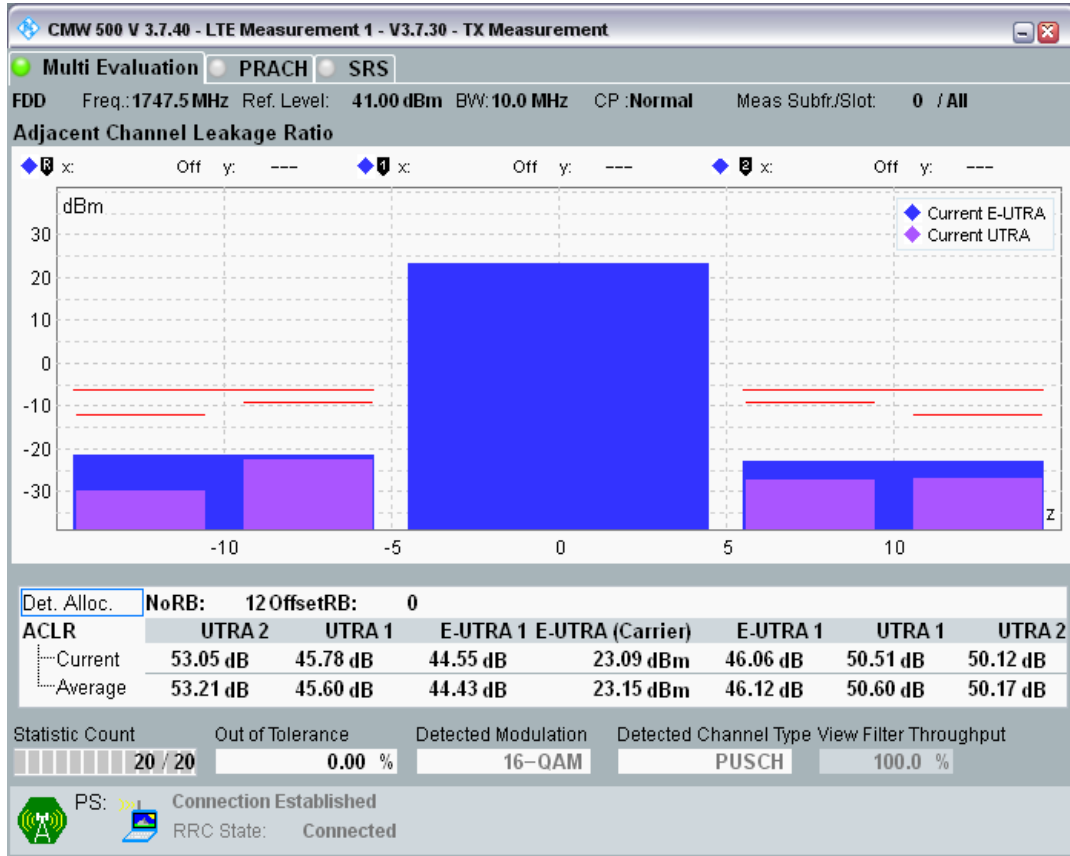 CMW 500 V 3.7.40 - LTE Measurement 1 - V3.7.30 - TX Measurement
Multi Evaluation PRACH SRS
FDD Freq.: 1747.5 MHz Ref. Level: 41.00 dBm BW: 10.0 MHz CP :Normal Meas Subfr./Slot: 0 / All
Adjacent Channel Leakage Ratio
R x: Off y: --- 1 x: Off y: --- 2 x: Off y: ---
dBm
Current E-UTRA
Current UTRA
30
20
10
0
-10
-20
-30
z
-10 -5 0 5 10
Det. Alloc. NoRB: 12 OffsetRB: 0
ACLR UTRA 2 UTRA 1 E-UTRA 1 E-UTRA (Carrier) E-UTRA 1 UTRA 1 UTRA 2
Current 53.05 dB 45.78 dB 44.55 dB 23.09 dBm 46.06 dB 50.51 dB 50.12 dB
Average 53.21 dB 45.60 dB 44.43 dB 23.15 dBm 46.12 dB 50.60 dB 50.17 dB
Statistic Count Out of Tolerance Detected Modulation Detected Channel Type View Filter Throughput
20 / 20 0.00 % 16-QAM PUSCH 100.0 %
PS: Connection Established
RRC State: Connected